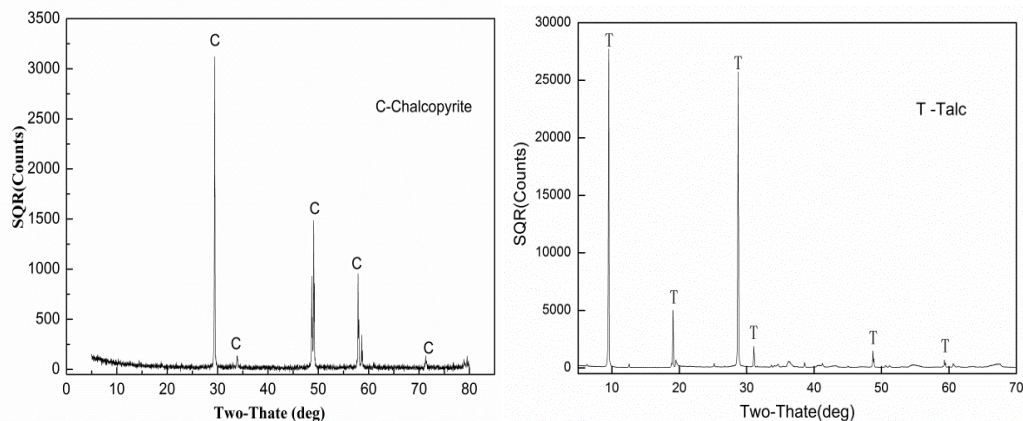 3500
3000
2500
2000
1500
1000
500
0
SQR(Counts)
C
C
C
C
C
C-Chalcopyrite
0 10 20 30 40 50 60 70 80
Two-Thate (deg)
30000
25000
20000
15000
10000
5000
0
SQR(Counts)
T
T
T
T
T
T
T -Talc
10 20 30 40 50 60 70
Two-Thate(deg)